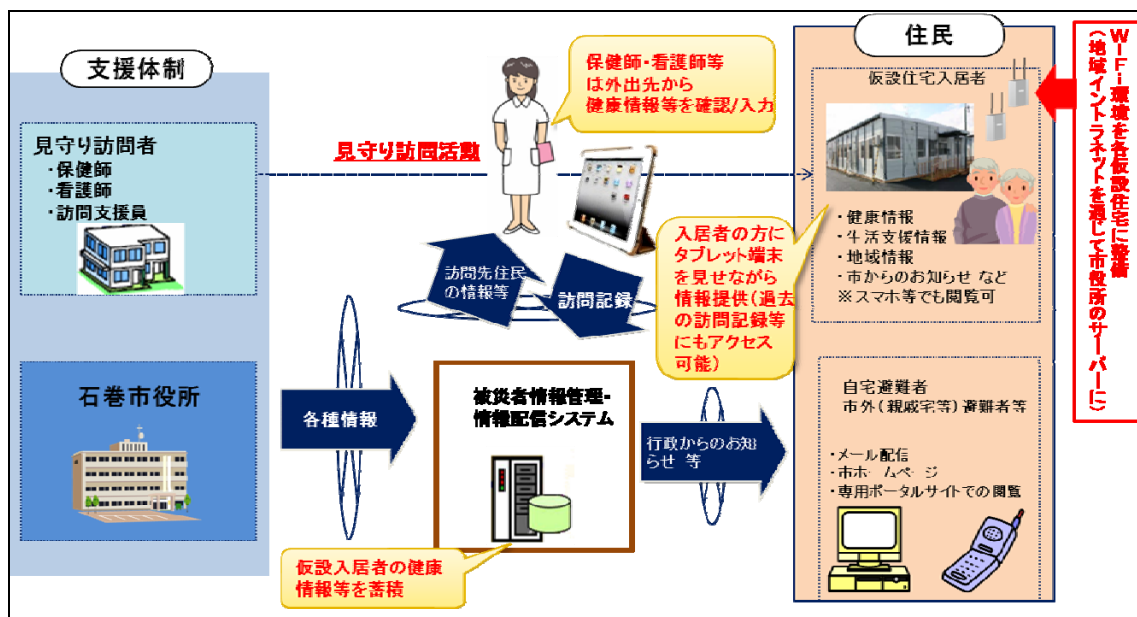 支援体制
見守り訪問者
・保健師
・看護師
・訪問支援員
石巻市役所
見守り訪問活動
保健師・看護師等
は外出先から
健康情報等を確認/入力
訪問先住民
の情報等
訪問記録
各種情報
被災者情報管理・
情報配信システム
仮設入居者の健康
情報等を蓄積
入居者の方に
タブレット端末
を見せながら
情報提供(過去
の訪問記録等
にもアクセス
可能)
行政からのお知
らせ 等
住民
仮設住宅入居者
・健康情報
・生活支援情報
・地域情報
・市からのお知らせ など
※スマホ等でも閲覧可
自宅避難者
市外(親戚宅等)避難者等
・メール配信
・市ホームページ
・専用ポータルサイトでの閲覧
WiーFi環境を各仮設住宅に整備
(地域イントラネットを通じて市役所のサーバーに)